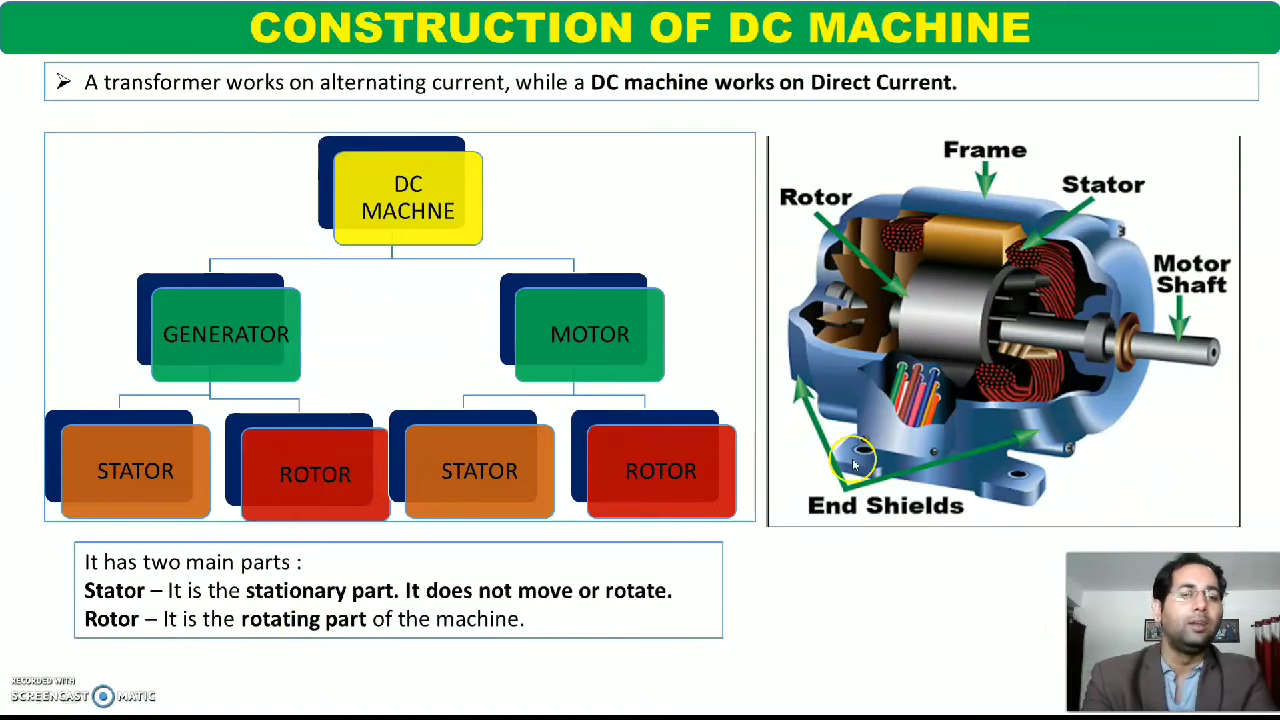 CONSTRUCTION OF DC MACHINE
➢ A transformer works on alternating current, while a DC machine works on Direct Current.
DC
MACHNE
GENERATOR
MOTOR
STATOR
ROTOR
STATOR
ROTOR
Frame
Stator
Rotor
Motor
Shaft
End Shields
It has two main parts :
Stator – It is the stationary part. It does not move or rotate.
Rotor – It is the rotating part of the machine.
RECORDED WITH
SCREENCAST MATIC